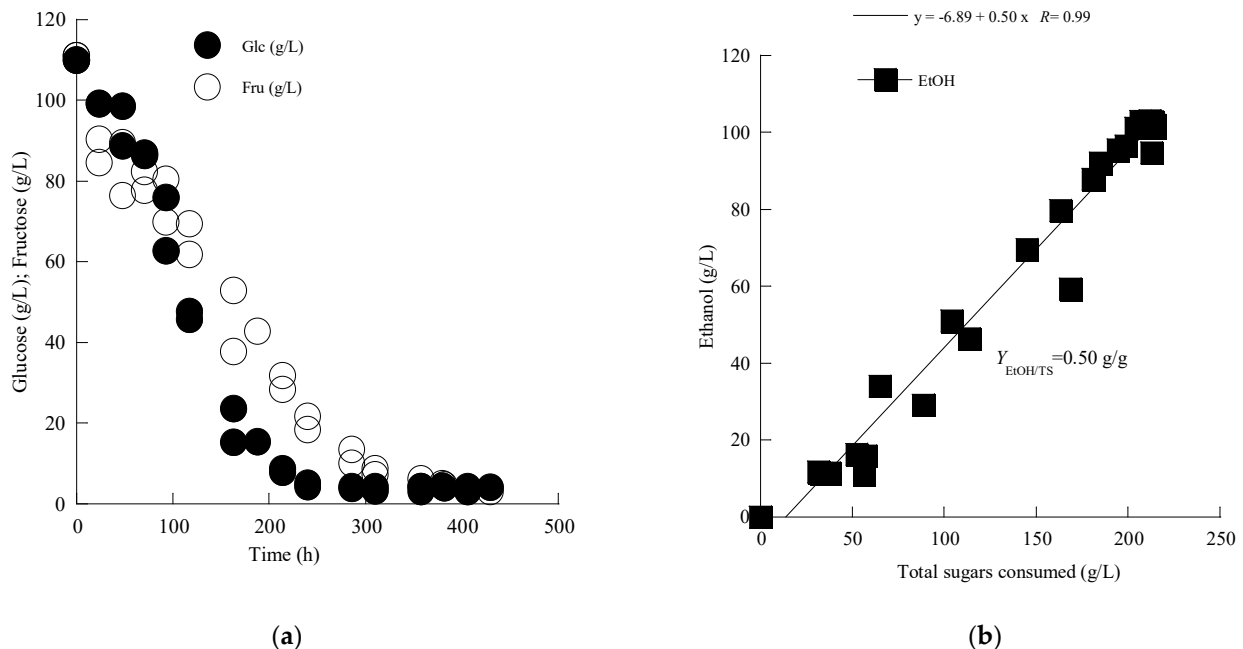 120
100
80
60
40
20
0
Glucose (g/L); Fructose (g/L)
Glc (g/L)
Fru (g/L)
0 100 200 300 400 500
Time (h)
(a)
y = -6.89 + 0.50 x R= 0.99
120
100
80
60
40
20
0
Ethanol (g/L)
EtOH
Y EtOH/TS =0.50 g/g
0 50 100 150 200 250
Total sugars consumed (g/L)
(b)